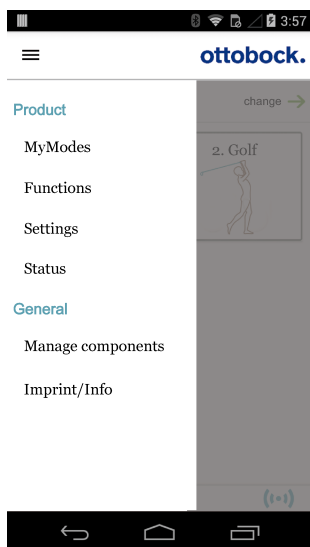 3:57
ottobock.
Product
change
MyModes
2. Golf
Functions
Settings
Status
General
Manage components
Imprint/Info